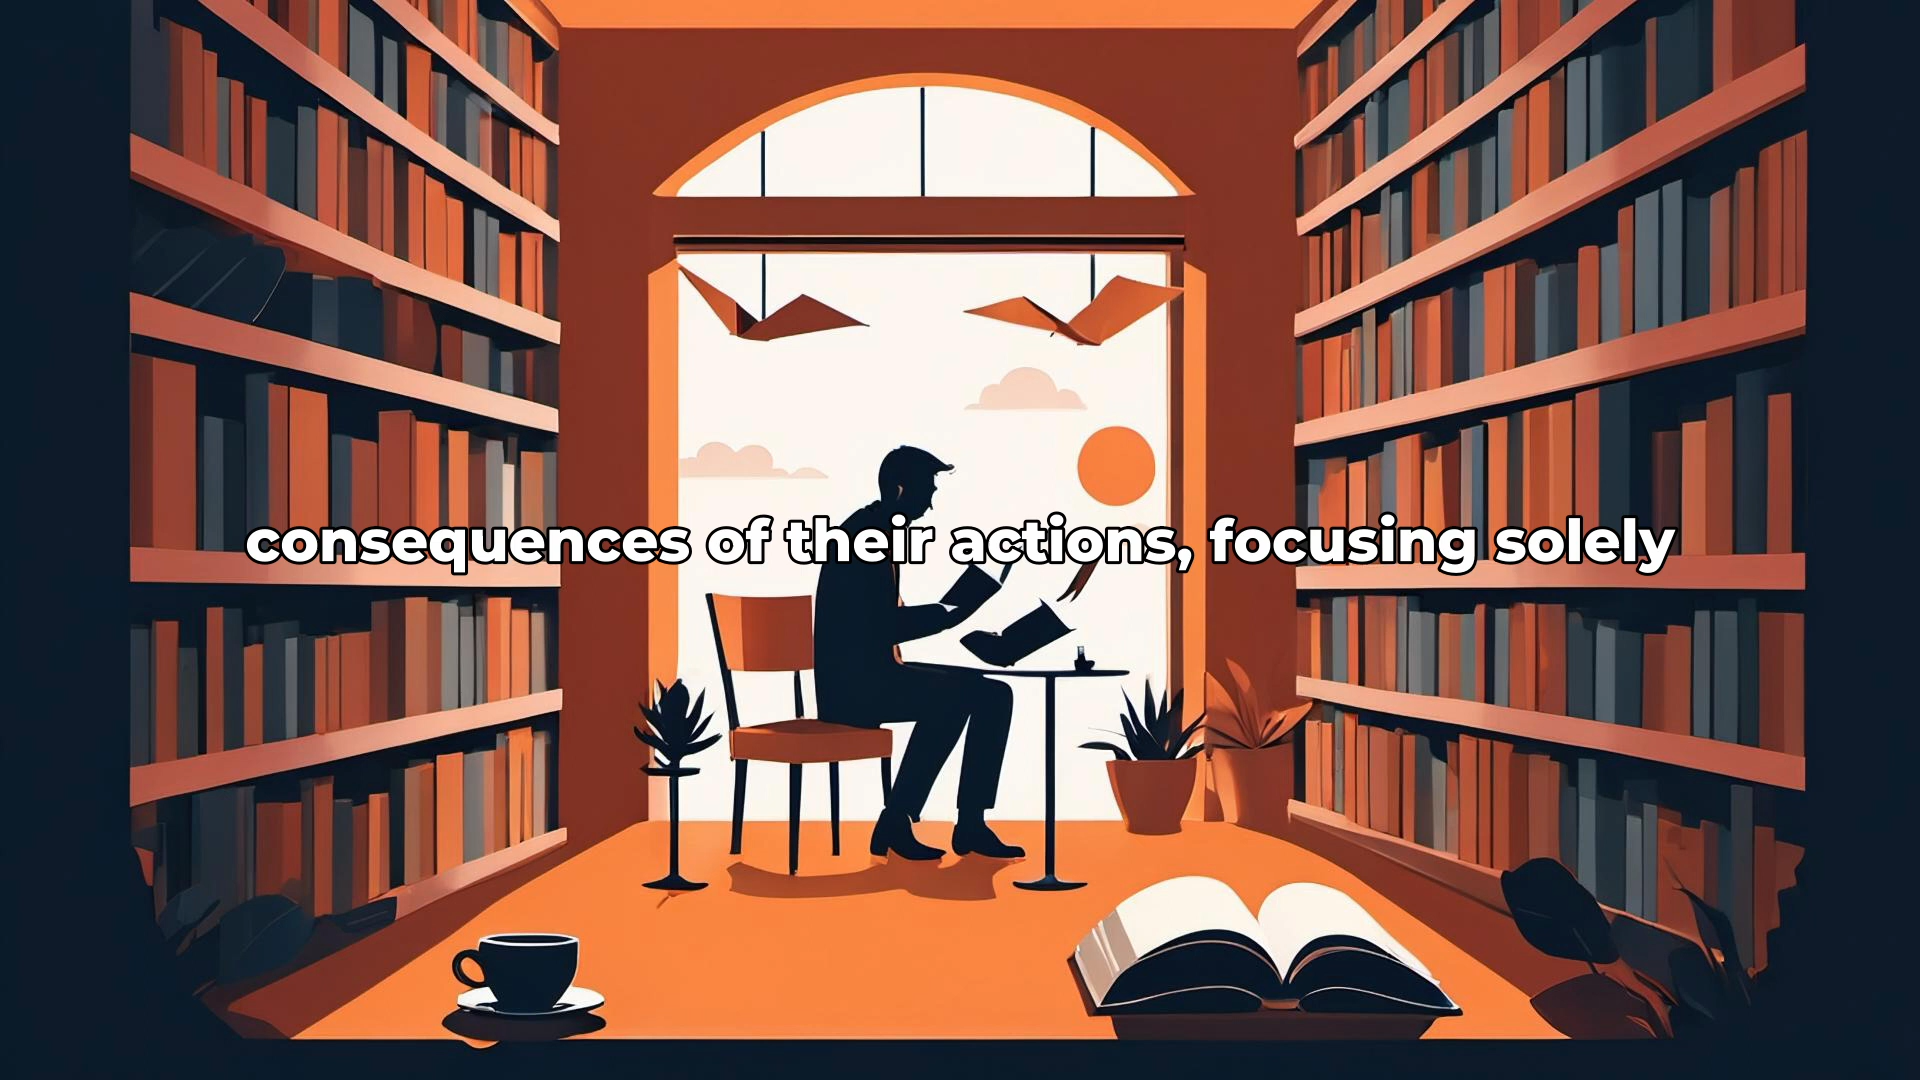 consequences of their actions, focusing solely